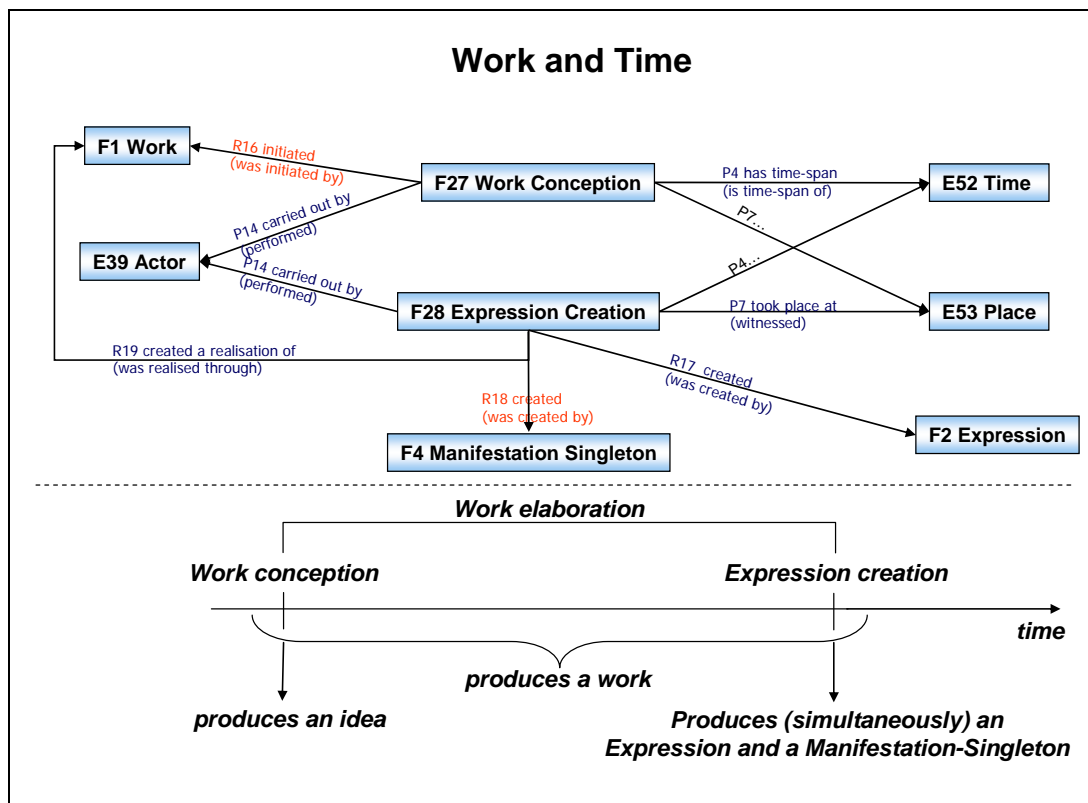 Work and Time
F1 Work
R16 initiated
(was initiated by)
F27 Work Conception
P4 has time-span
(is time-span of)
E52 Time
P14 carried out by
(performed)
P7...
E39 Actor
P14 carried out by
(performed)
P4...
F28 Expression Creation
P7 took place at
(witnessed)
E53 Place
R19 created a realisation of
(was realised through)
R17 created
(was created by)
R18 created
(was created by)
F2 Expression
F4 Manifestation Singleton
Work elaboration
Work conception
Expression creation
time
produces a work
produces an idea
Produces (simultaneously) an
Expression and a Manifestation-Singleton